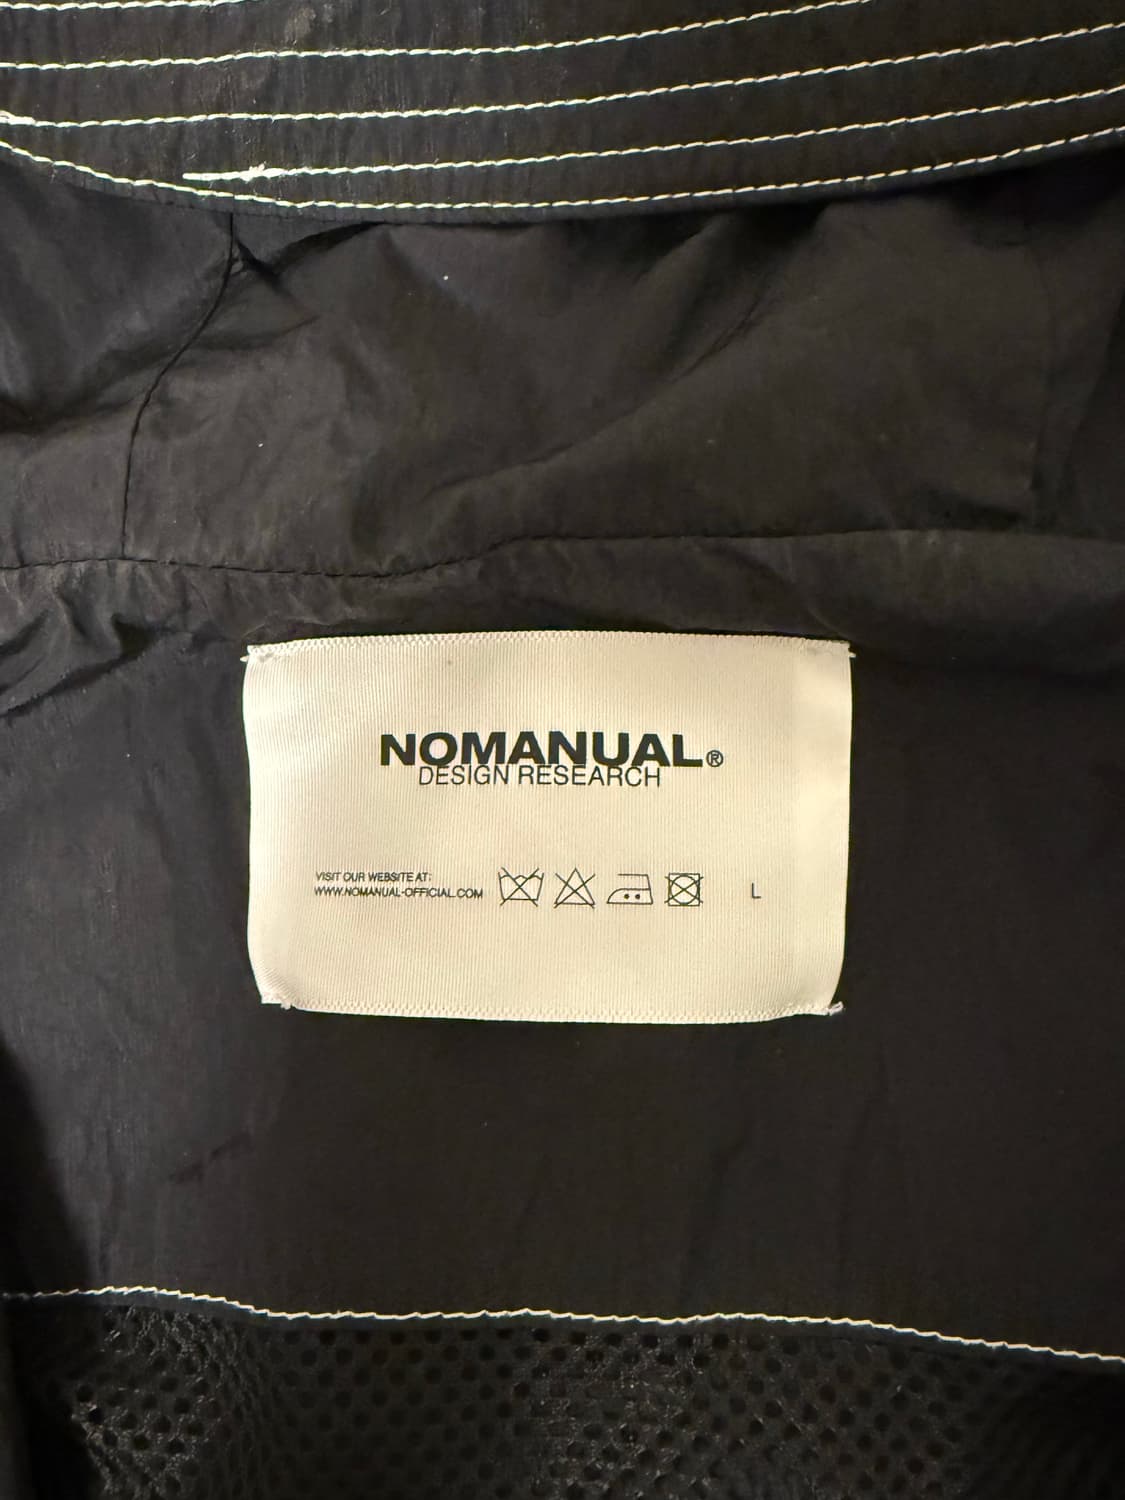 NOMANUAL®
DESIGN RESEARCH
VISIT OUR WEBSITE AT:
WWW.NOMANUAL-OFFICIAL.COM
L